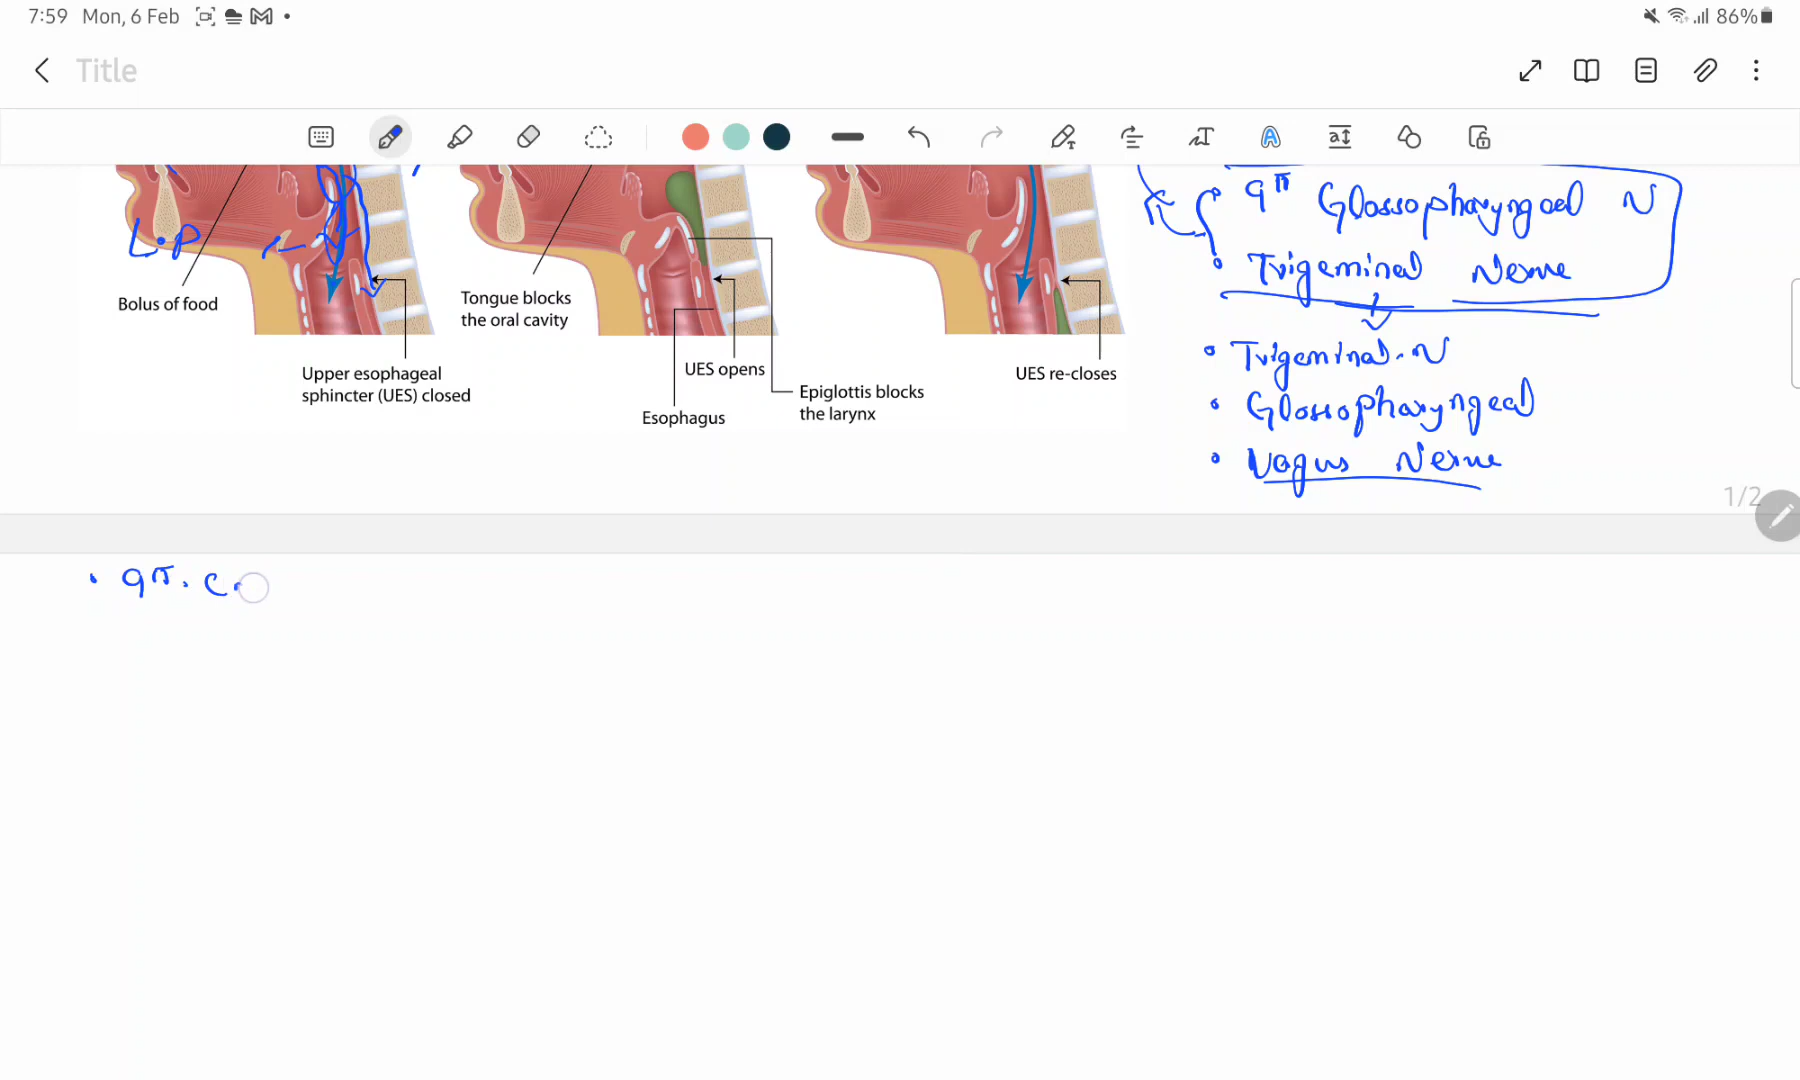 7:59 Mon, 6 Feb
86%
Title
9th Glossopharyngeal N
Trigeminal Nerve
L.P
Bolus of food
Tongue blocks
the oral cavity
Trigeminal. N
Upper esophageal
sphincter (UES) closed
UES opens
UES re-closes
Epiglottis blocks
the larynx
Esophagus
Glossopharyngeal
Vagus Nerve
1/2